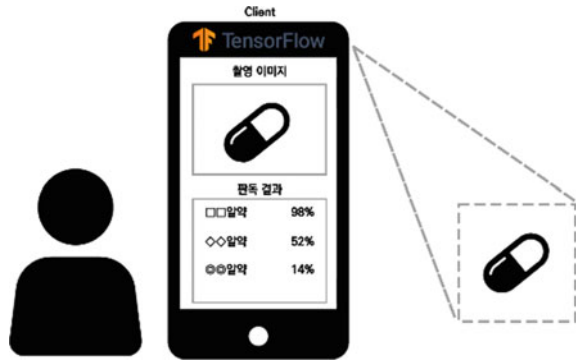 Client
TensorFlow
촬영 이미지
판독 결과
□□알약 98%
◇◇알약 52%
◎◎알약 14%